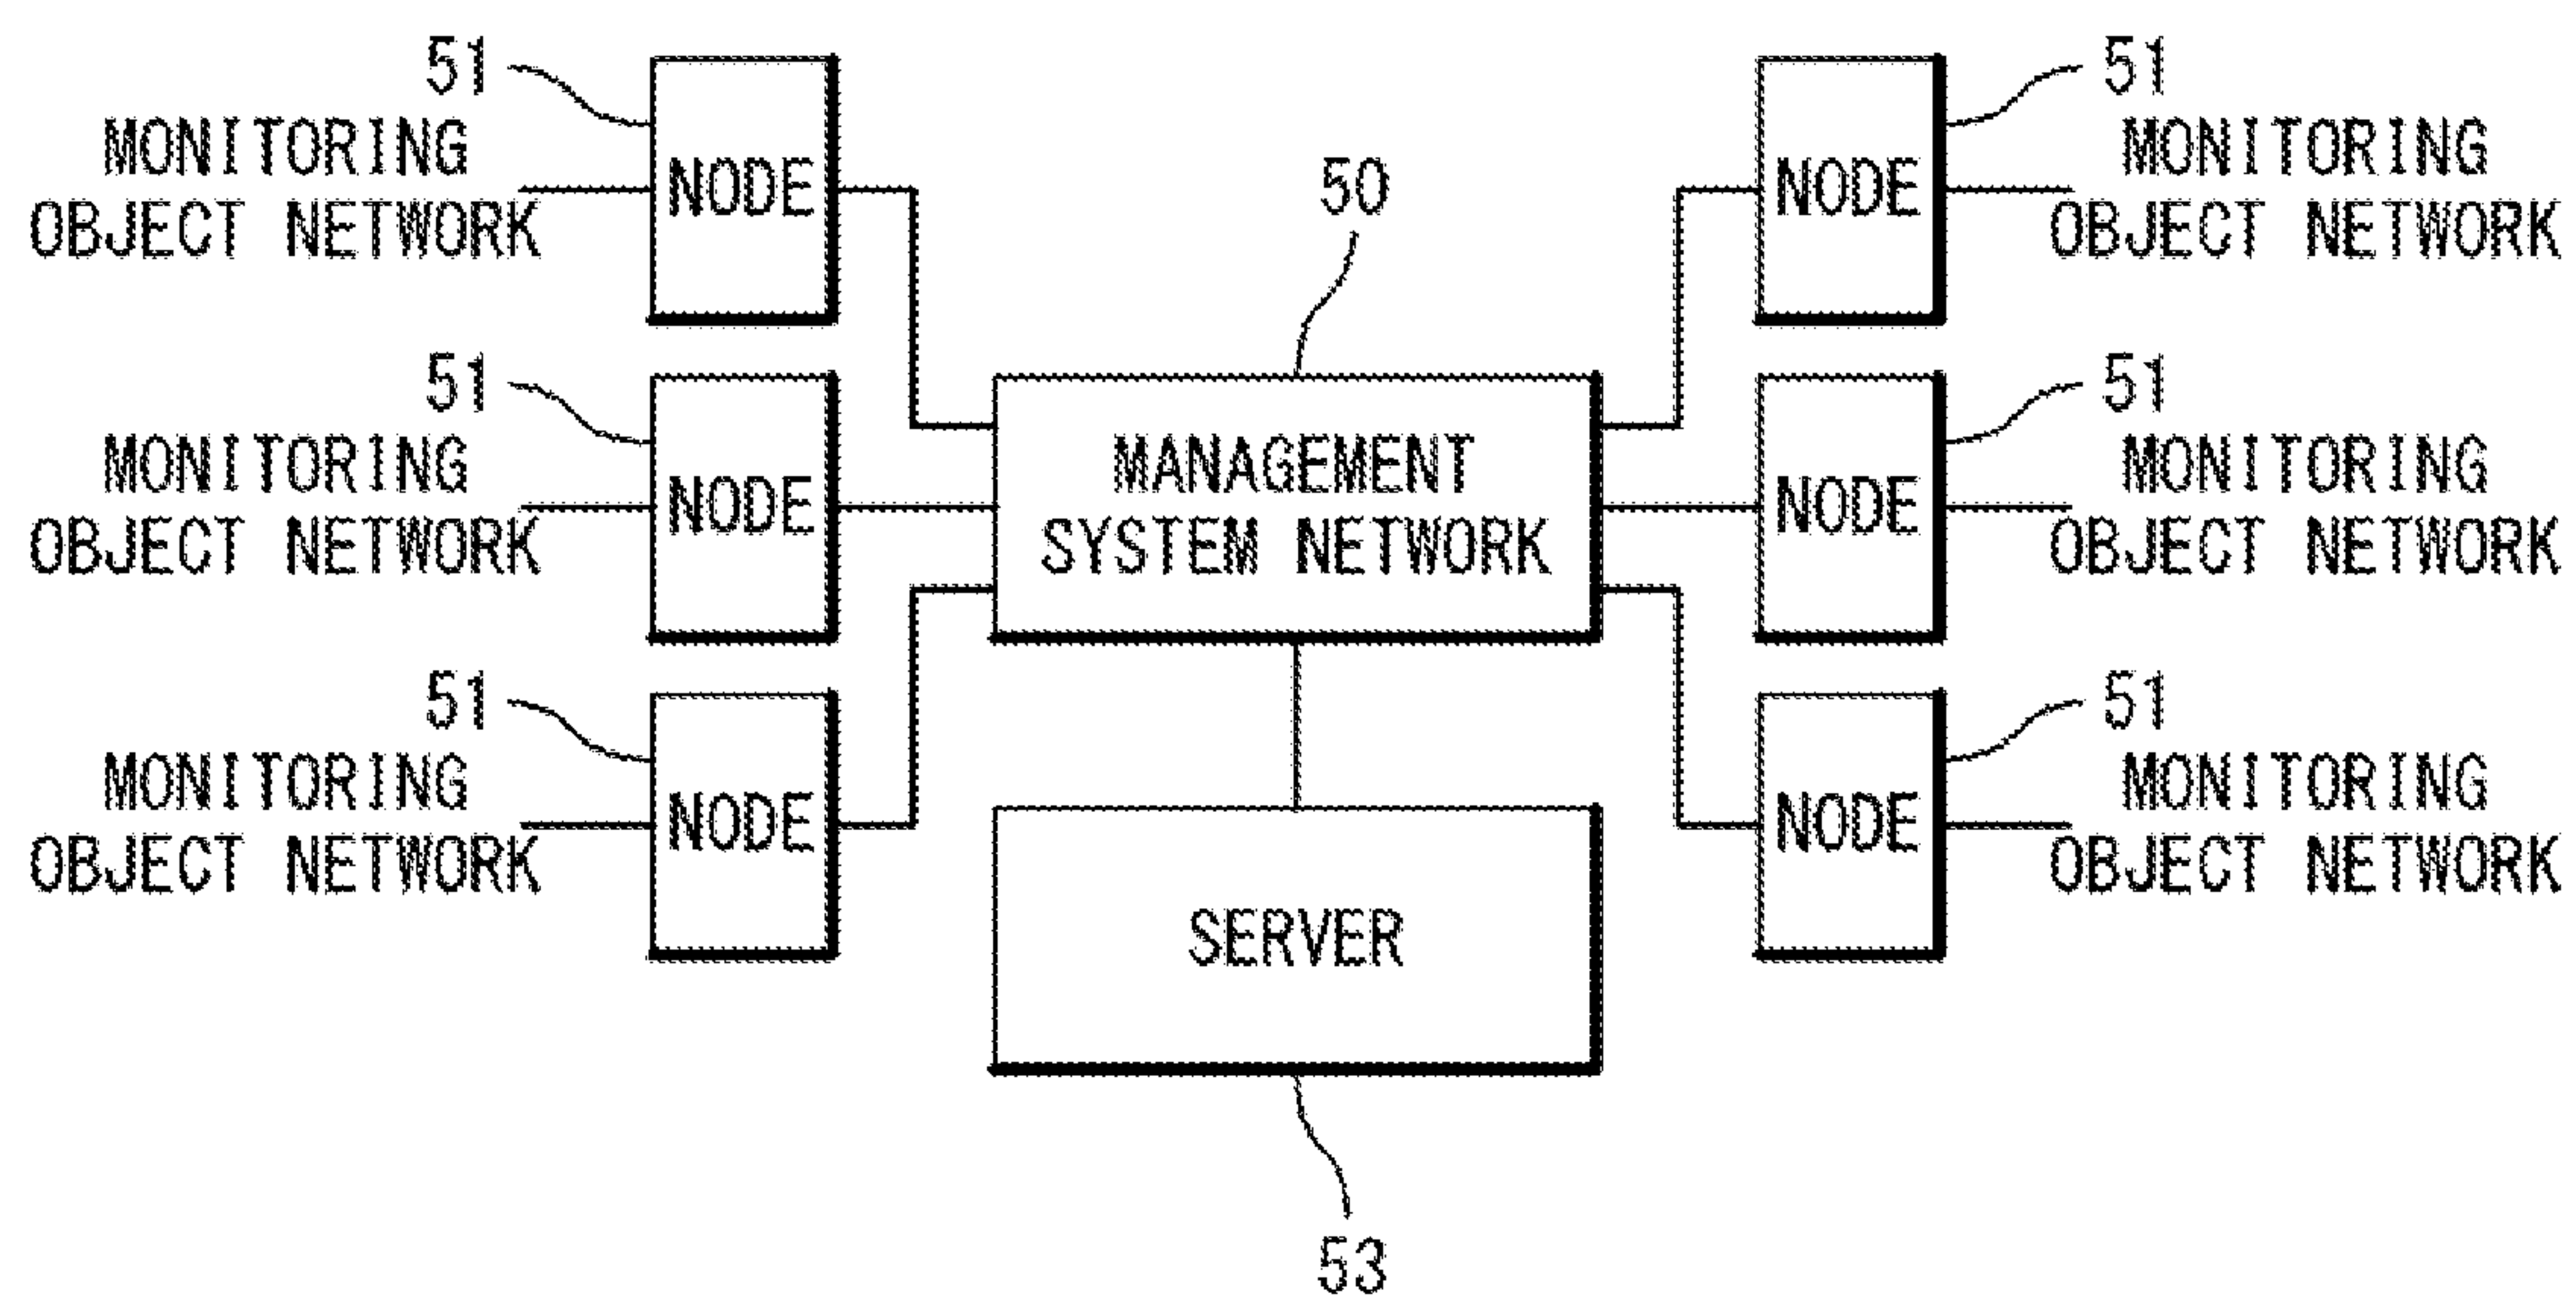 51
MONITORING
OBJECT NETWORK
NODE
51
MONITORING
OBJECT NETWORK
NODE
51
MONITORING
OBJECT NETWORK
NODE
50
MANAGEMENT
SYSTEM NETWORK
SERVER
53
51
NODE
MONITORING
OBJECT NETWORK
51
NODE
MONITORING
OBJECT NETWORK
51
NODE
MONITORING
OBJECT NETWORK